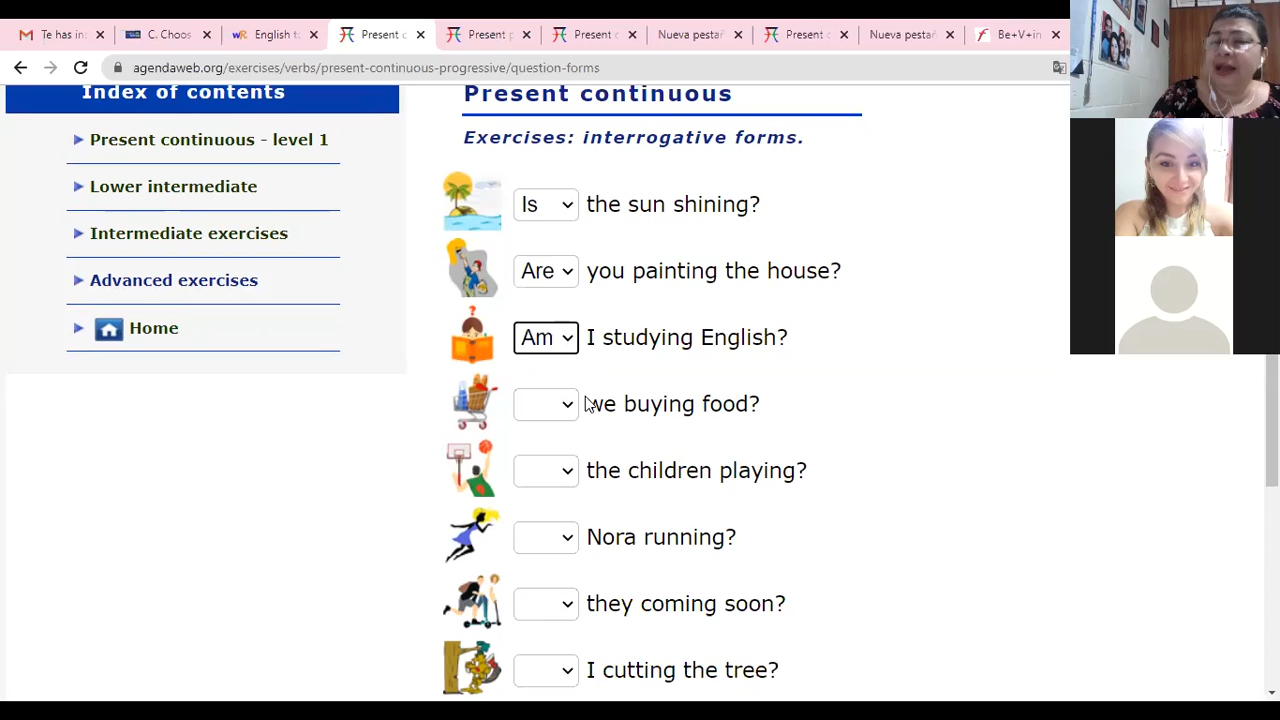 Te has in
C. Choos
English to
Present c
Present p
Present c
Nueva pestañ
Present c
Nueva pestañ
Be+V+in
agendaweb.org/exercises/verbs/present-continuous-progressive/question-forms
Index of contents
Present continuous - level 1
Lower intermediate
Intermediate exercises
Advanced exercises
Home
Present continuous
Exercises: interrogative forms.
Is the sun shining?
Are you painting the house?
Am I studying English?
we buying food?
the children playing?
Nora running?
they coming soon?
I cutting the tree?